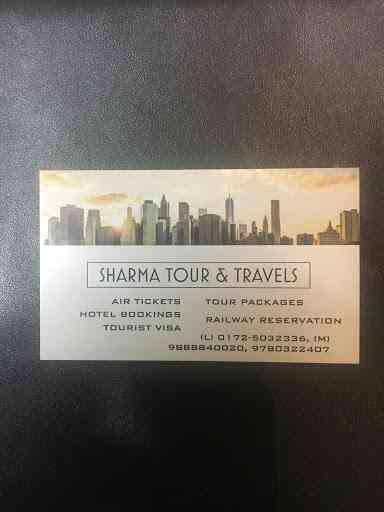 SHARMA TOUR & TRAVELS
AIR TICKETS TOUR PACKAGES
HOTEL BOOKINGS RAILWAY RESERVATION
TOURIST VISA
(L) 0172-5032336, (M)
9888840020, 9780322407